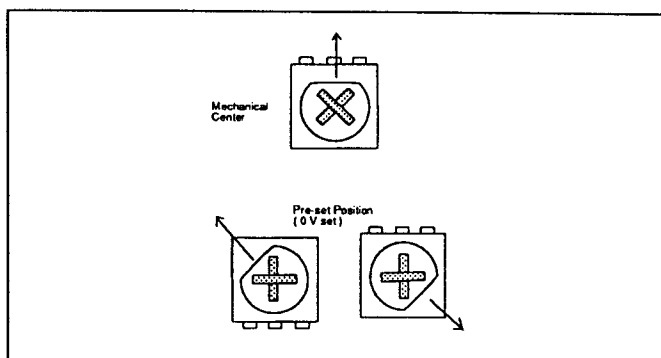 Mechanical
Center
Pre-set Position
( 0 V set )